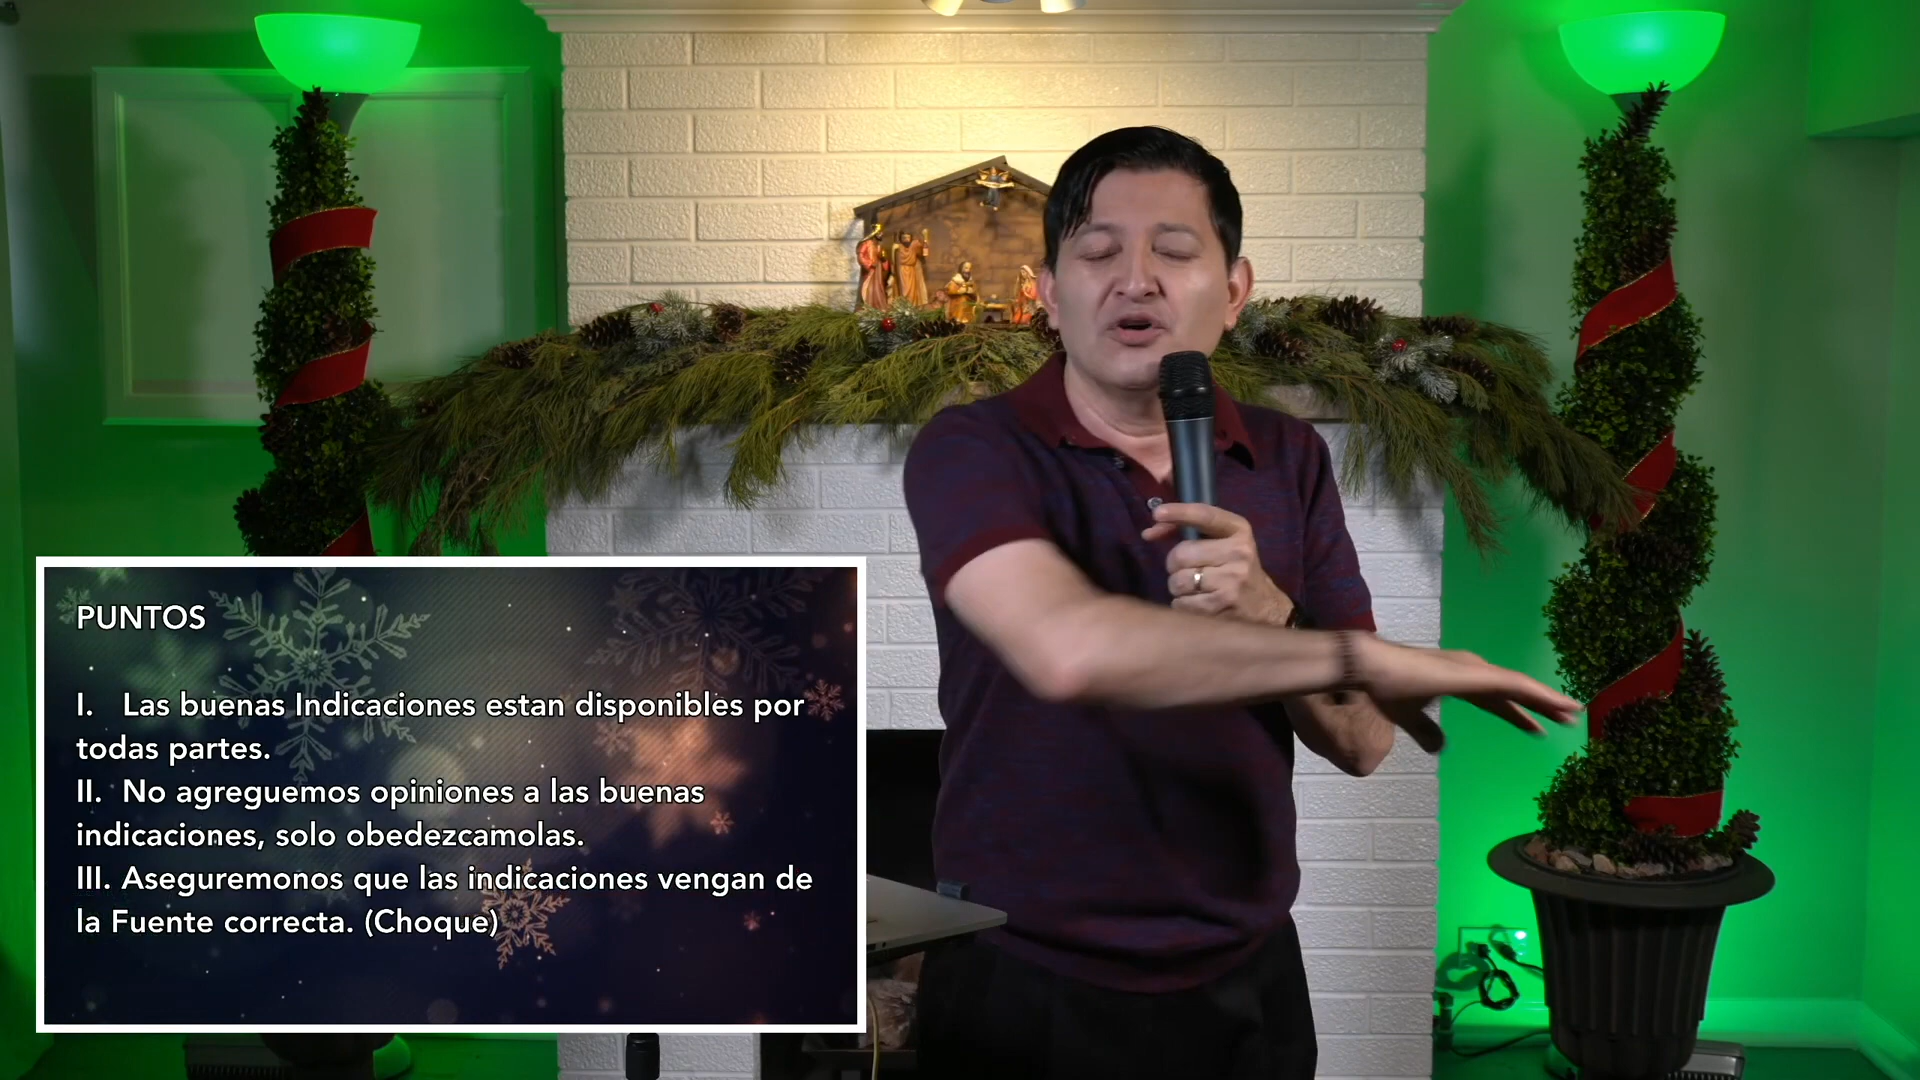 PUNTOS
I. Las buenas Indicaciones estan disponibles por
todas partes.
II. No agreguemos opiniones a las buenas
indicaciones, solo obedezcamolas.
III. Aseguremonos que las indicaciones vengan de
la Fuente correcta. (Choque)